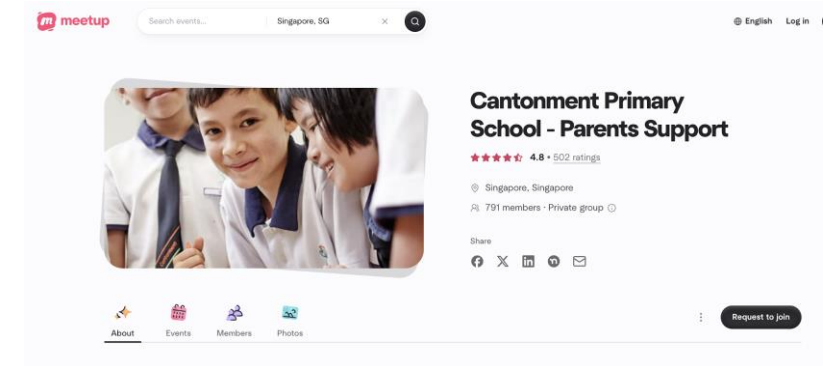 meetup
Search events...
Singapore, SG
English
Log in
Cantonment Primary
School - Parents Support
4.8 • 502 ratings
Singapore, Singapore
791 members · Private group
Share
About
Events
Members
Photos
Request to join